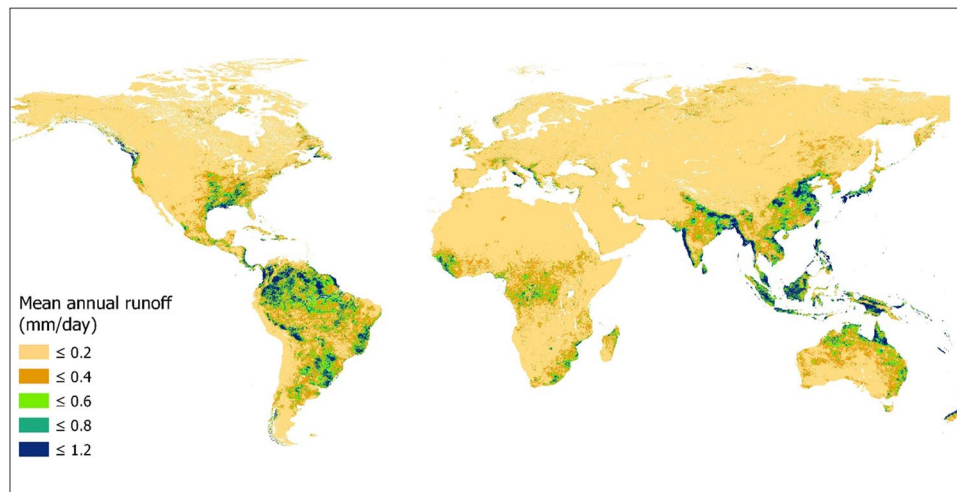 Mean annual runoff
(mm/day)
≤ 0.2
≤ 0.4
≤ 0.6
≤ 0.8
≤ 1.2